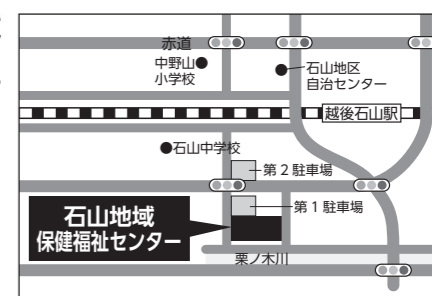 赤道
中野山
小学校
石山地区
自治センター
越後石山駅
石山中学校
第2駐車場
第1駐車場
石山地域
保健福祉センター
栗ノ木川